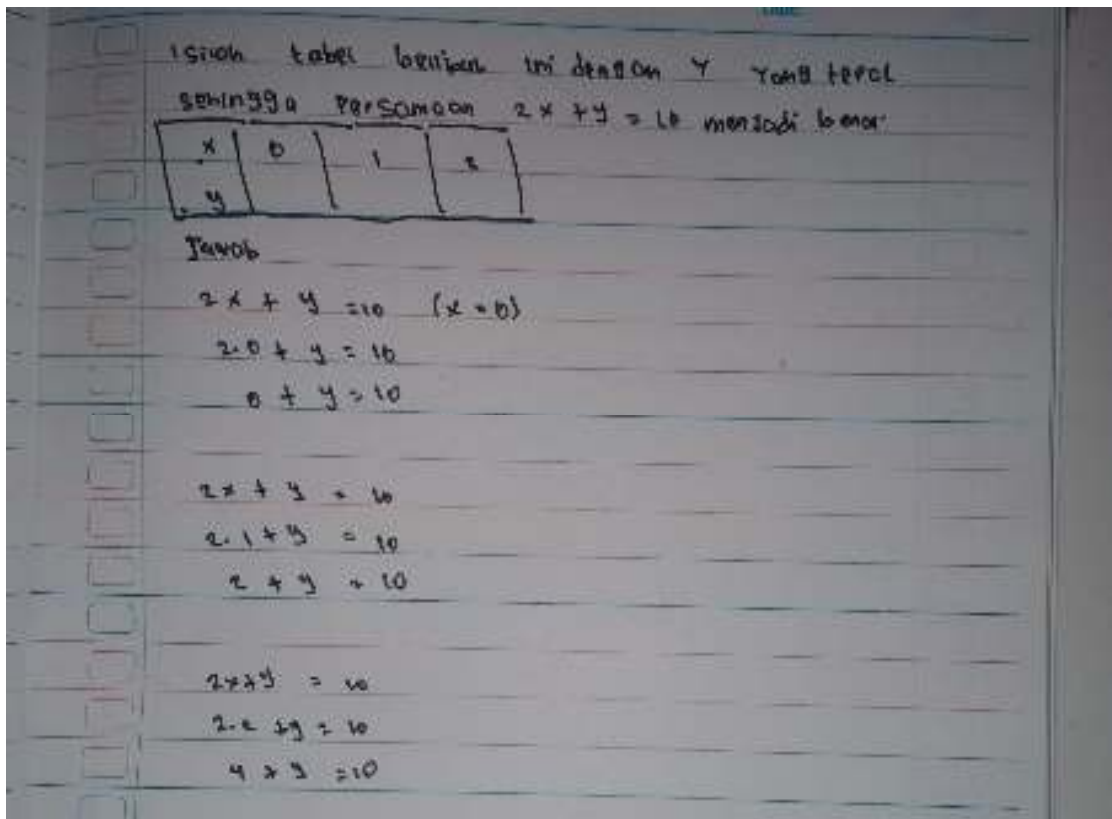 isilah tabel berikut ini dengan y yang tepat
sehingga persamaan 2x + y = 10 menjadi benar
x 0 1 2
y
Jawab
2x + y = 10 (x = 0)
2.0 + y = 10
0 + y = 10
2x + y = 10
2.1 + y = 10
2 + y = 10
2x + y = 10
2.2 + y = 10
4 + y = 10